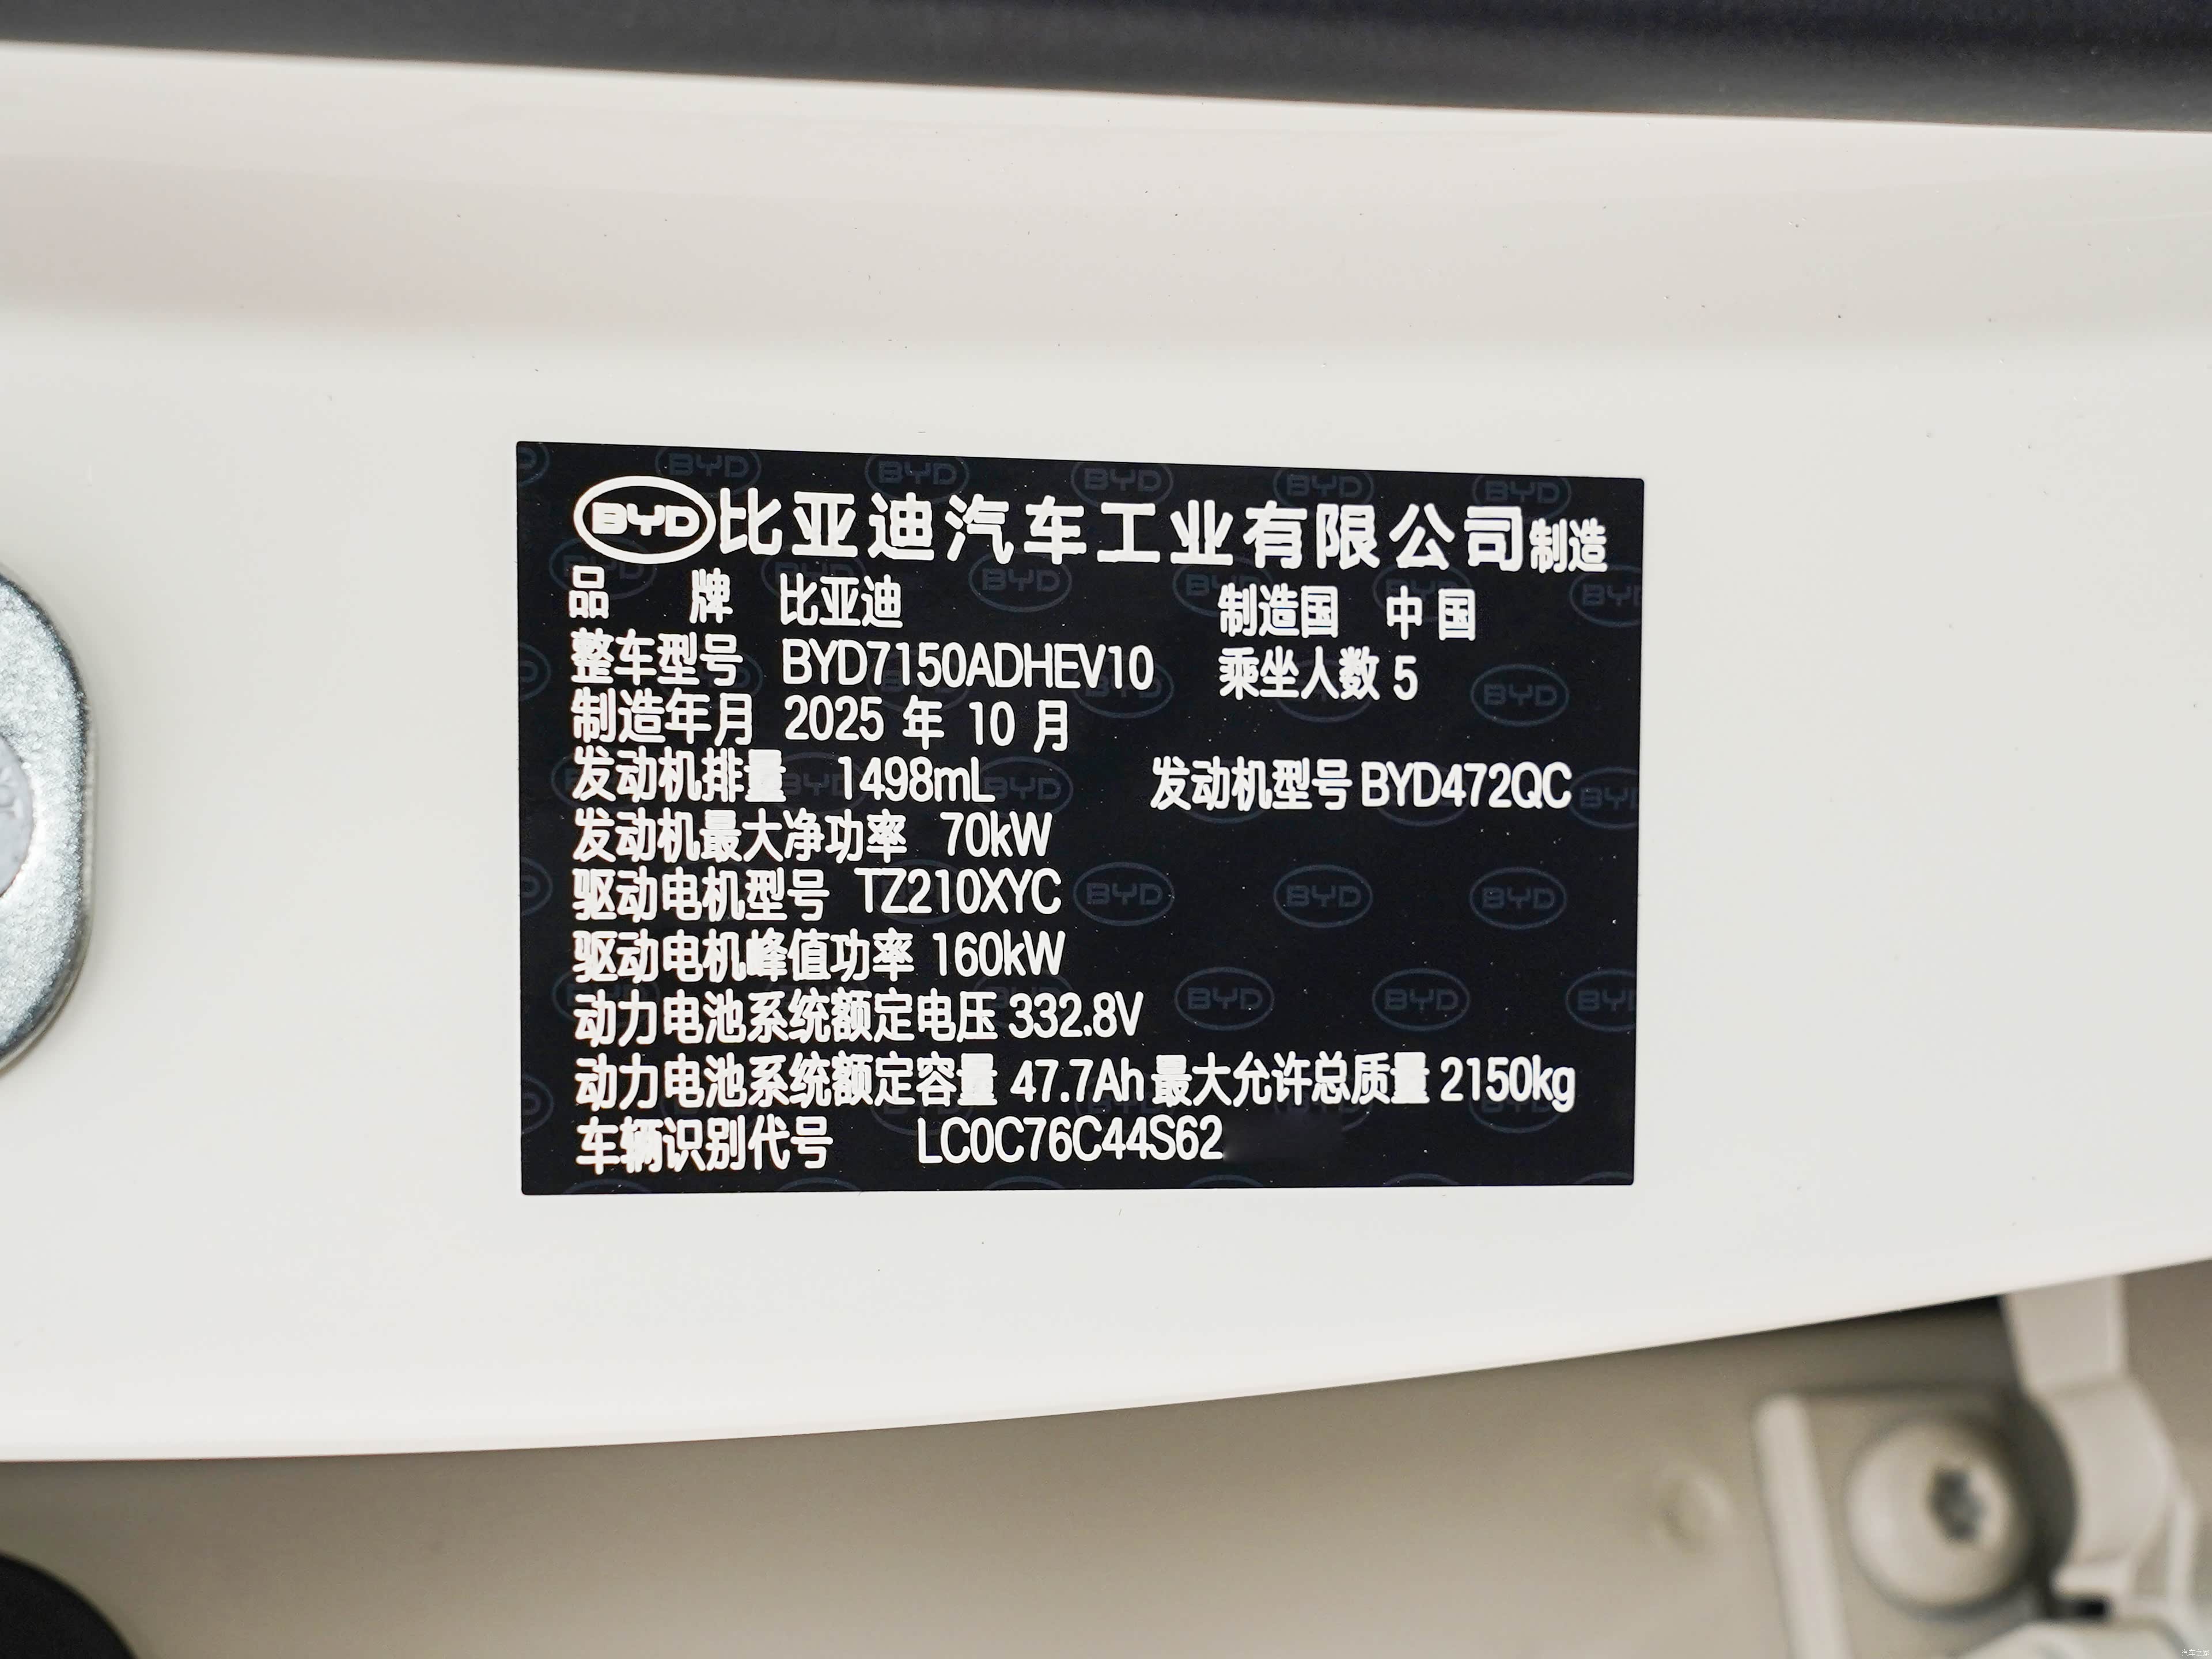 BYD 比亚迪汽车工业有限公司制造
品 牌 比亚迪 制造国 中国
整车型号 BYD7150ADHEV10 乘坐人数 5
制造年月 2025 年 10 月
发动机排量 1498mL 发动机型号 BYD472QC
发动机最大净功率 70kW
驱动电机型号 TZ210XYC
驱动电机峰值功率 160kW
动力电池系统额定电压 332.8V
动力电池系统额定容量 47.7Ah 最大允许总质量 2150kg
车辆识别代号 LC0C76C44S62
汽车之家